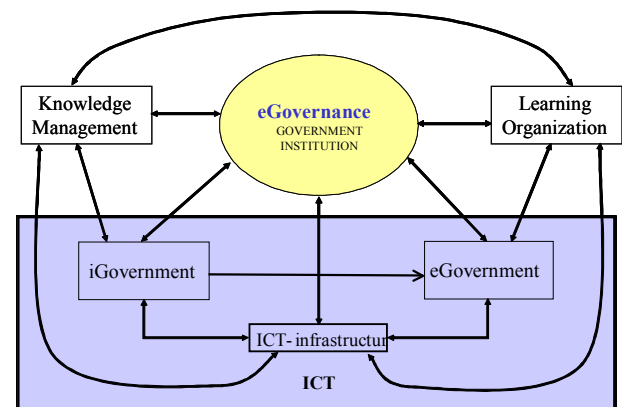 Knowledge
Management
eGovernance
GOVERNMENT
INSTITUTION
Learning
Organization
iGovernment
eGovernment
ICT- infrastructur
ICT